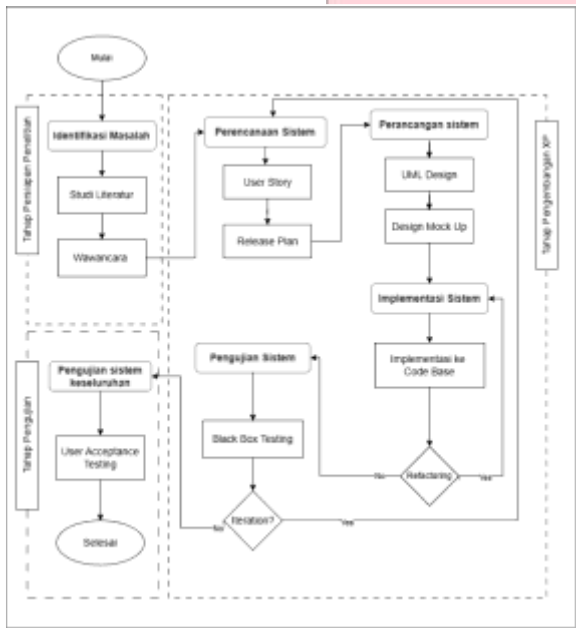 Mulai
Tahap Persiapan Penelitian
Identifikasi Masalah
Studi Literatur
Wawancara
Perencanaan Sistem
User Story
Release Plan
Perancangan sistem
UML Design
Design Mock Up
Implementasi Sistem
Implementasi ke
Code Base
Refactoring
No
Yes
Tahap Pengembangan XP
Pengujian Sistem
Black Box Testing
Iteration?
No
Yes
Tahap Pengujian
Pengujian sistem
keseluruhan
User Acceptance
Testing
Selesai